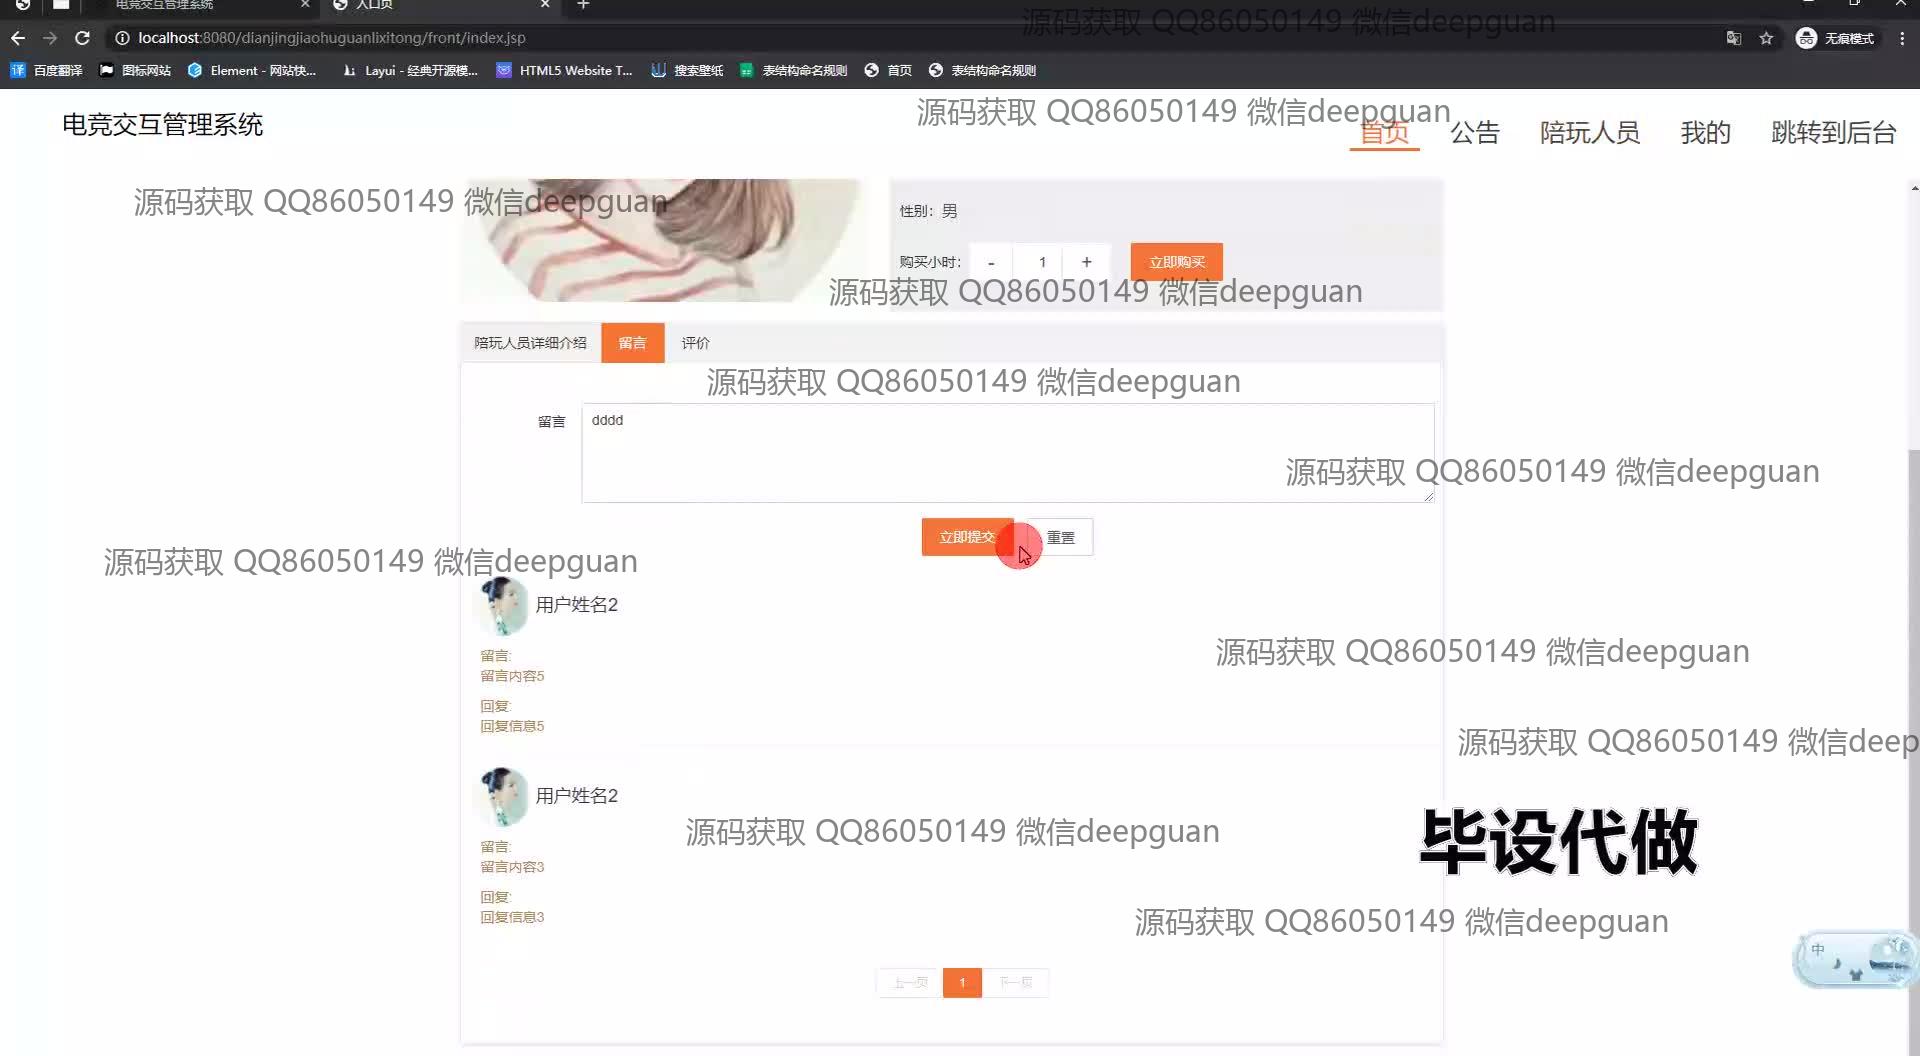 电竞交互管理系统
入口页
源码获取 QQ86050149 微信deepguan
localhost:8080/dianjingjiaohuguanlixitong/front/index.jsp
无痕模式
百度翻译
图标网站
Element - 网站快...
Layui - 经典开源模...
HTML5 Website T...
搜索壁纸
表结构命名规则
首页
表结构命名规则
源码获取 QQ86050149 微信deepguan
电竞交互管理系统
首页
公告
陪玩人员
我的
跳转到后台
源码获取 QQ86050149 微信deepguan
性别：男
购买小时：
-
1
+
立即购买
源码获取 QQ86050149 微信deepguan
陪玩人员详细介绍
留言
评价
源码获取 QQ86050149 微信deepguan
留言
dddd
源码获取 QQ86050149 微信deepguan
立即提交
重置
源码获取 QQ86050149 微信deepguan
用户姓名2
留言:
留言内容5
源码获取 QQ86050149 微信deepguan
回复:
回复信息5
源码获取 QQ86050149 微信deep
用户姓名2
源码获取 QQ86050149 微信deepguan
毕设代做
留言:
留言内容3
回复:
回复信息3
源码获取 QQ86050149 微信deepguan
中
上一页
1
下一页